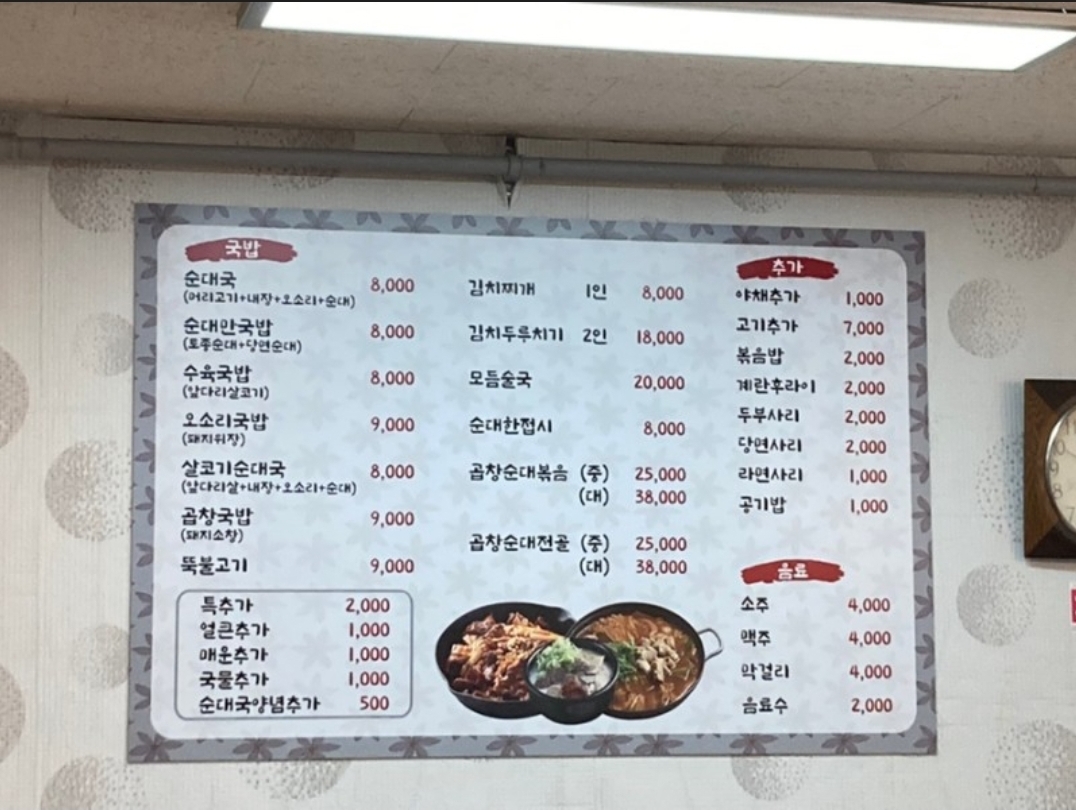 국밥
순대국 8,000
(머리고기+내장+오소리+순대)
순대만국밥 8,000
(토종순대+당면순대)
수육국밥 8,000
(앞다리살고기)
오소리국밥 9,000
(돼지위장)
살코기순대국 8,000
(앞다리살+내장+오소리+순대)
곱창국밥 9,000
(돼지소창)
뚝불고기 9,000
특추가 2,000
얼큰추가 1,000
매운추가 1,000
국물추가 1,000
순대국양념추가 500
김치찌개 1인 8,000
김치두루치기 2인 18,000
모듬술국 20,000
순대한접시 8,000
곱창순대볶음 (중) 25,000
(대) 38,000
곱창순대전골 (중) 25,000
(대) 38,000
추가
야채추가 1,000
고기추가 7,000
볶음밥 2,000
계란후라이 2,000
두부사리 2,000
당면사리 2,000
라면사리 1,000
공기밥 1,000
음료
소주 4,000
맥주 4,000
막걸리 4,000
음료수 2,000